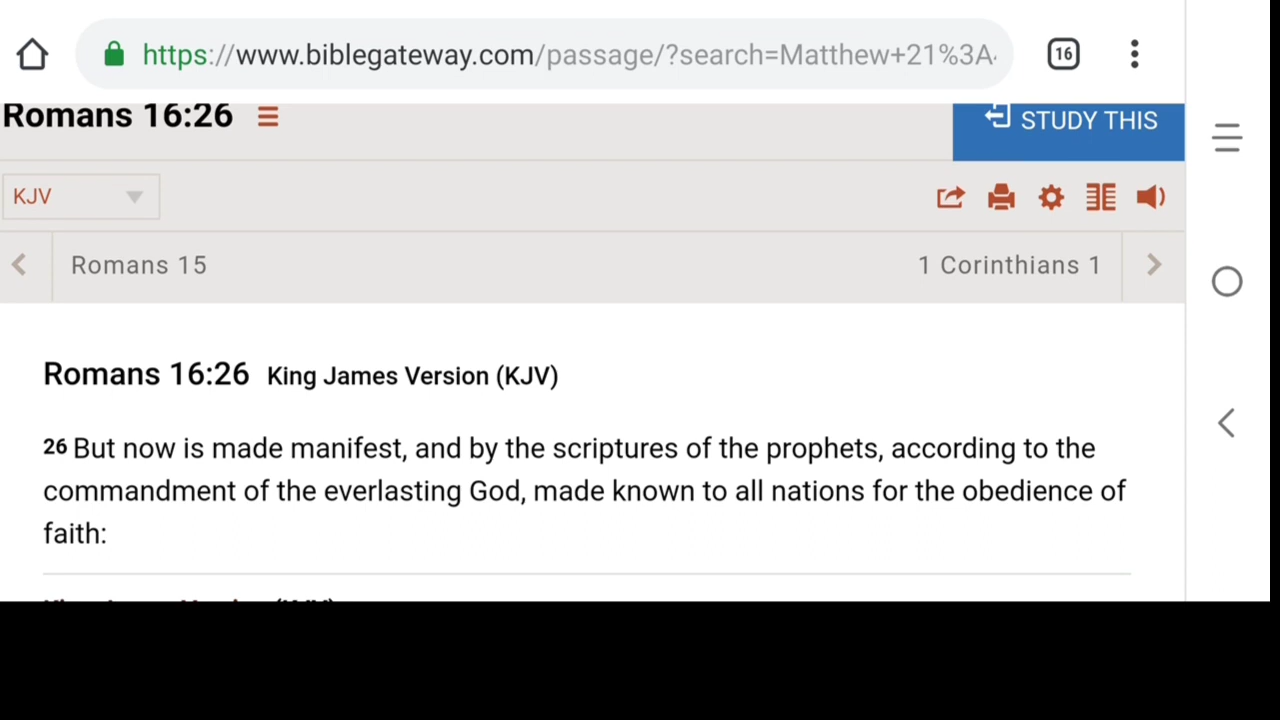 https://www.biblegateway.com/passage/?search=Matthew+21%3A
16
Romans 16:26
STUDY THIS
KJV
Romans 15
1 Corinthians 1
Romans 16:26 King James Version (KJV)
26 But now is made manifest, and by the scriptures of the prophets, according to the
commandment of the everlasting God, made known to all nations for the obedience of
faith: